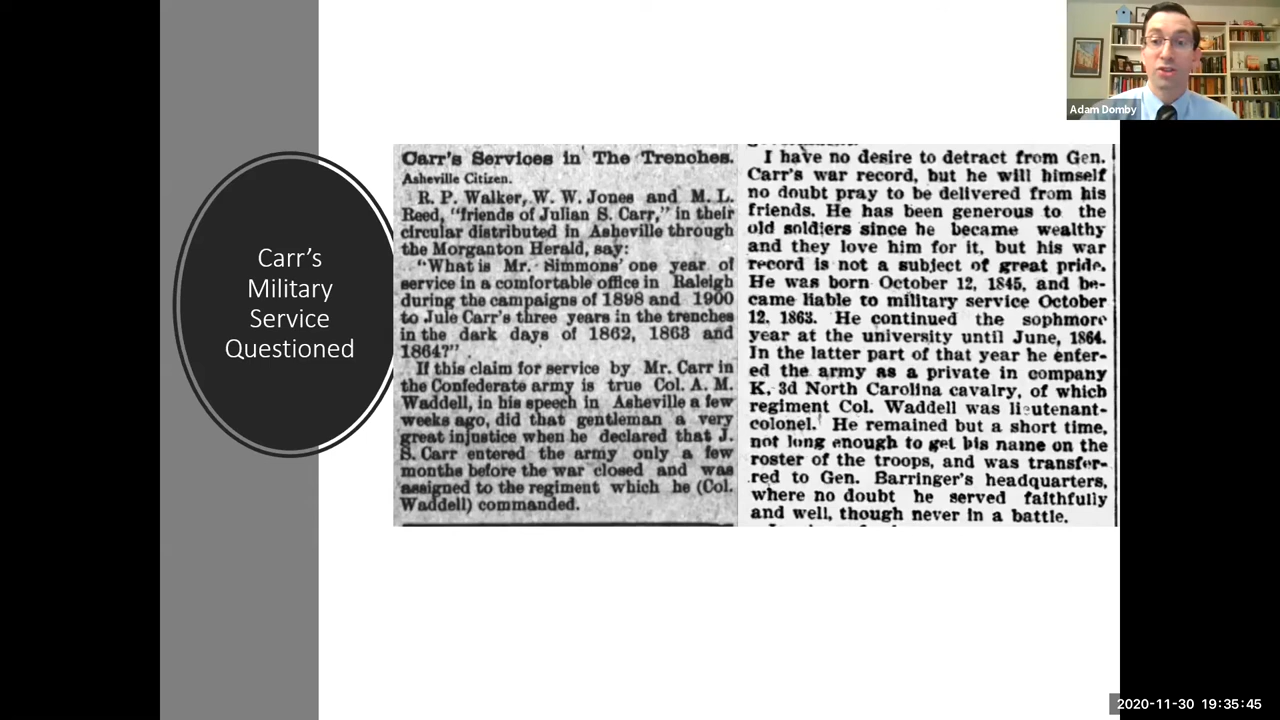 Adam Domby
Carr's
Military
Service
Questioned
Carr's Services in The Trenches.
Asheville Citizen.
R. P. Walker, W. W. Jones and M. L.
Reed, "friends of Julian S. Carr," in their
circular distributed in Asheville through
the Morganton Herald, say:
"What is Mr. Simmons' one year of
service in a comfortable office in Raleigh
during the campaigns of 1898 and 1900
to Jule Carr's three years in the trenches
in the dark days of 1862, 1863 and
1864?"
If this claim for service by Mr. Carr in
the Confederate army is true Col. A. M.
Waddell, in his speech in Asheville a few
weeks ago, did that gentleman a very
great injustice when he declared that J.
S. Carr entered the army only a few
months before the war closed and was
assigned to the regiment which he (Col.
Waddell) commanded.
I have no desire to detract from Gen.
Carr's war record, but he will himself
no doubt pray to be delivered from his
friends. He has been generous to the
old soldiers since he became wealthy
and they love him for it, but his war
record is not a subject of great pride.
He was born October 12, 1845, and be-
came liable to military service October
12, 1863. He continued the sophmore
year at the university until June, 1864.
In the latter part of that year he enter-
ed the army as a private in company
K, 3d North Carolina cavalry, of which
regiment Col. Waddell was lieutenant-
colonel. He remained but a short time,
not long enough to get his name on the
roster of the troops, and was transfer-
red to Gen. Barringer's headquarters,
where no doubt he served faithfully
and well, though never in a battle.
2020-11-30 19:35:45